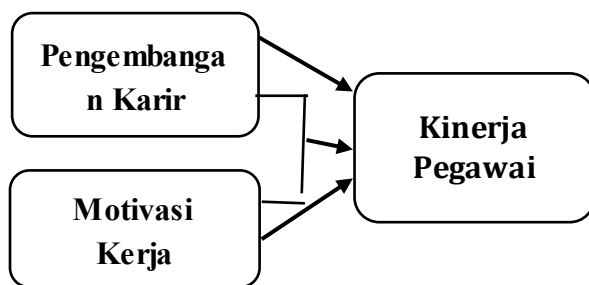 Pengembanga
n Karir
Kinerja
Pegawai
Motivasi
Kerja